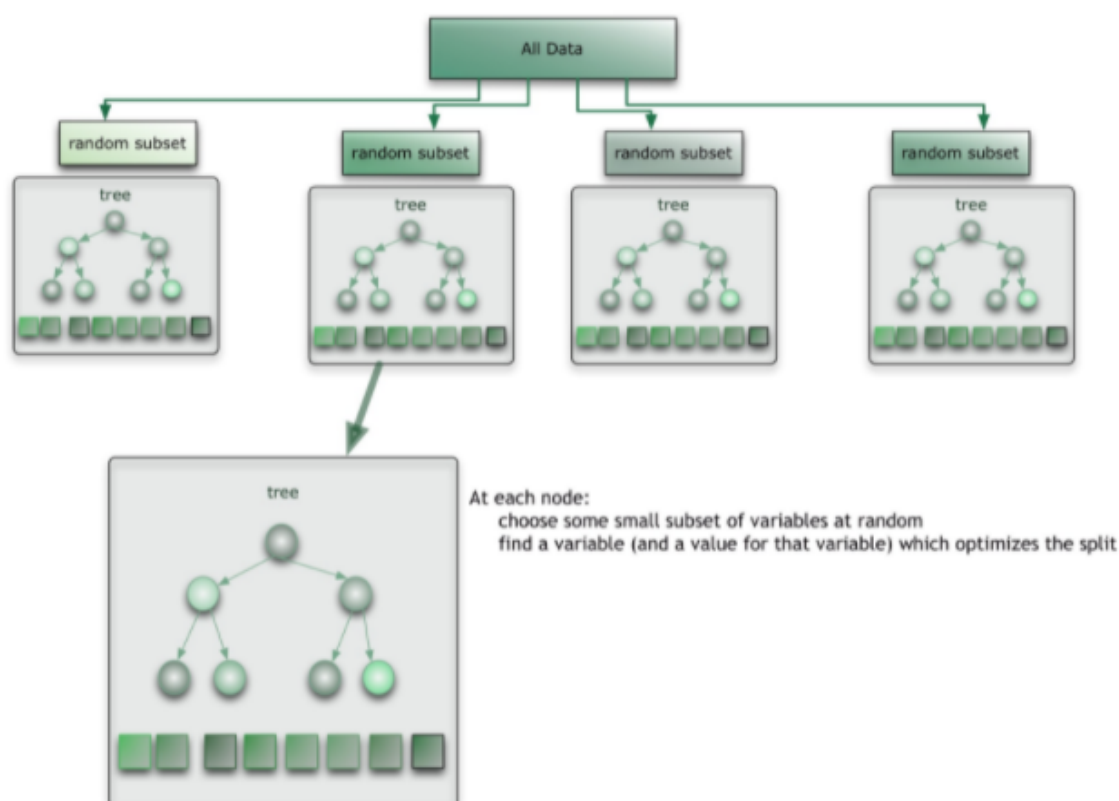 All Data
random subset
random subset
random subset
random subset
tree
tree
tree
tree
tree
At each node:
choose some small subset of variables at random
find a variable (and a value for that variable) which optimizes the split